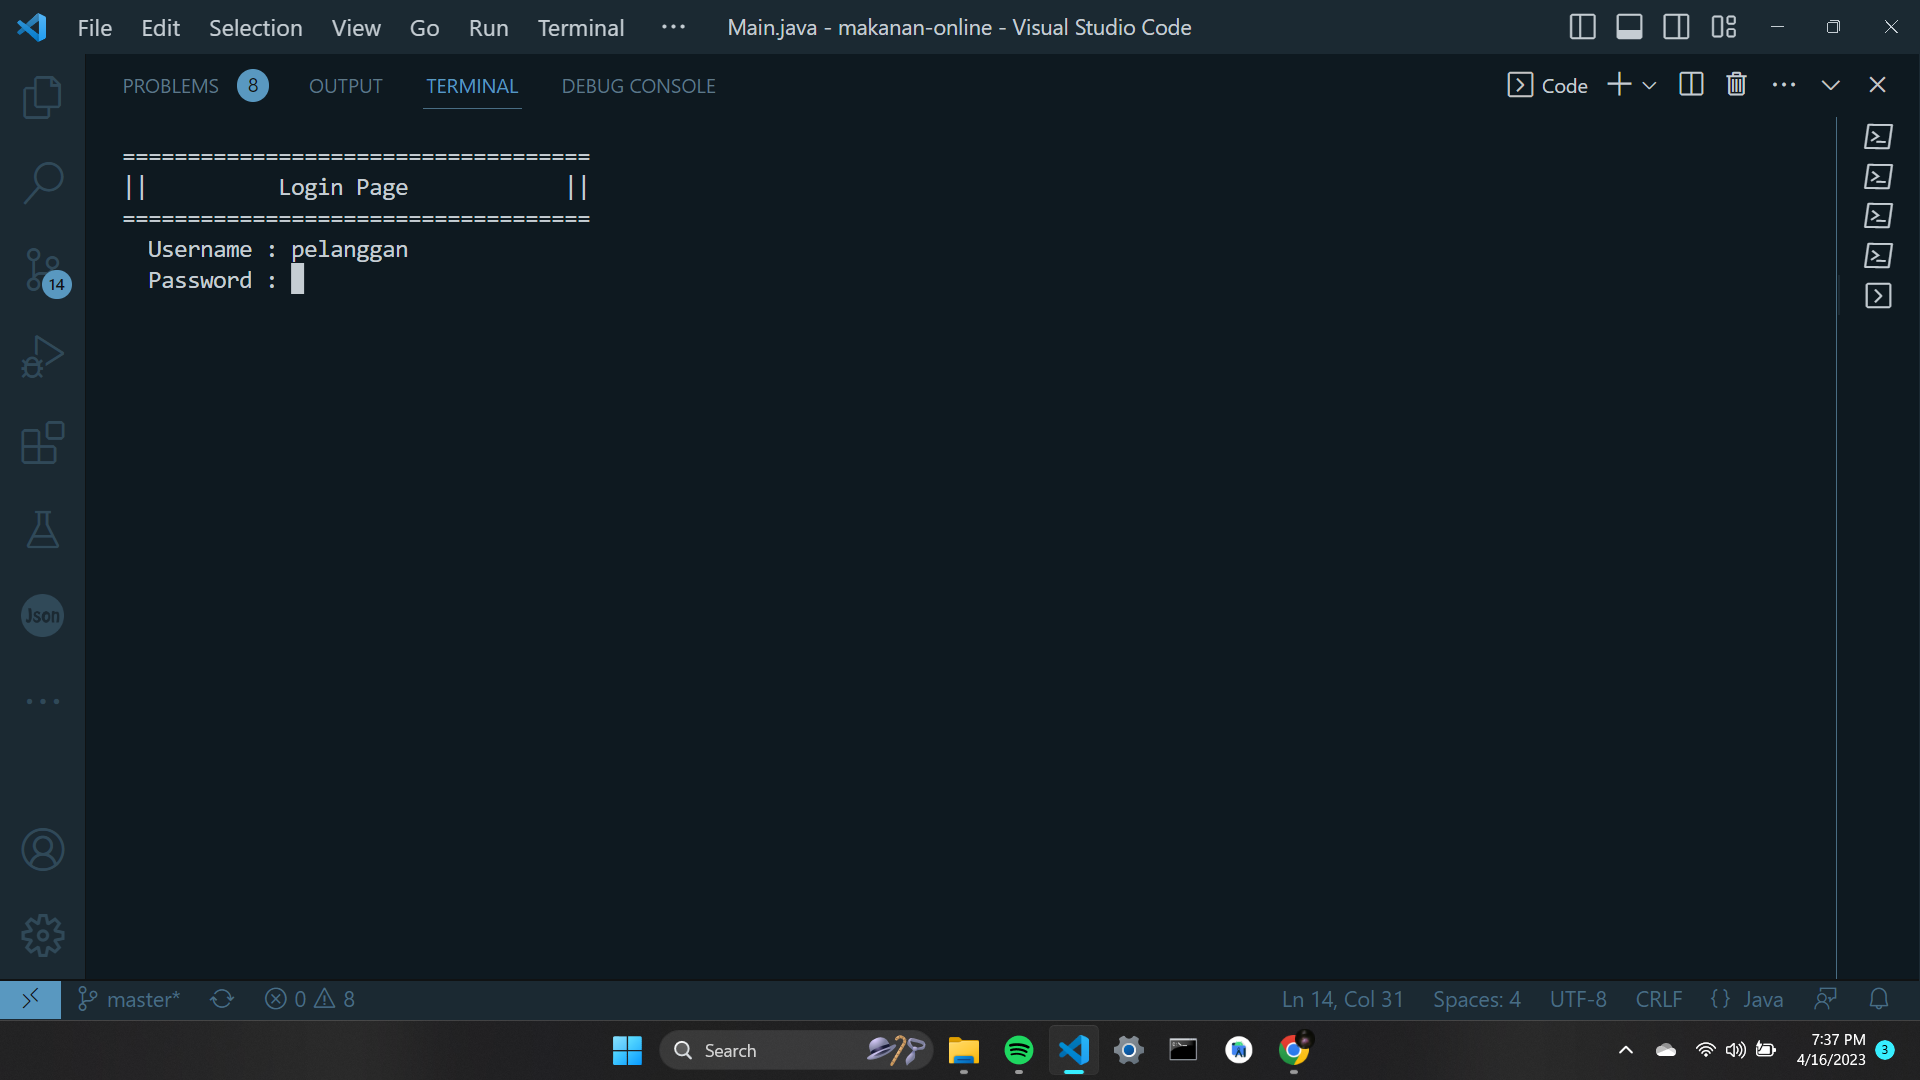 File Edit Selection View Go Run Terminal ··· Main.java - makanan-online - Visual Studio Code
PROBLEMS 8 OUTPUT TERMINAL DEBUG CONSOLE Code
====================================
|| Login Page ||
====================================
Username : pelanggan
Password :
14
Json
master* 0 8 Ln 14, Col 31 Spaces: 4 UTF-8 CRLF {} Java
Search
7:37 PM
4/16/2023
3